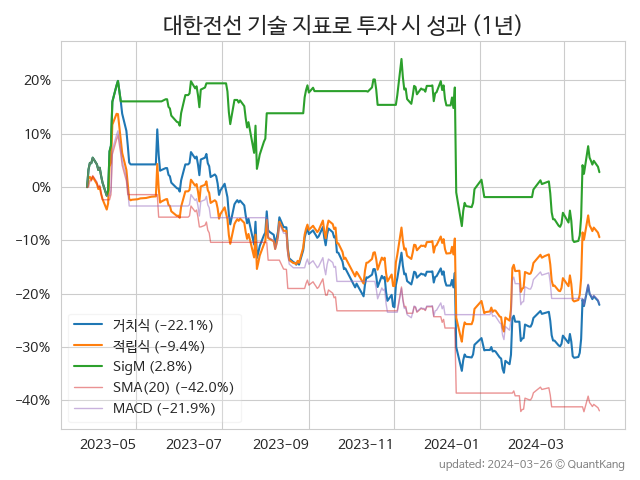 대한전선 기술 지표로 투자 시 성과 (1년)
20%
10%
0%
−10%
−20%
−30%
−40%
거치식 (−22.1%)
적립식 (−9.4%)
SigM (2.8%)
SMA(20) (−42.0%)
MACD (−21.9%)
2023−05 2023−07 2023−09 2023−11 2024−01 2024−03
updated: 2024−03−26 © QuantKang